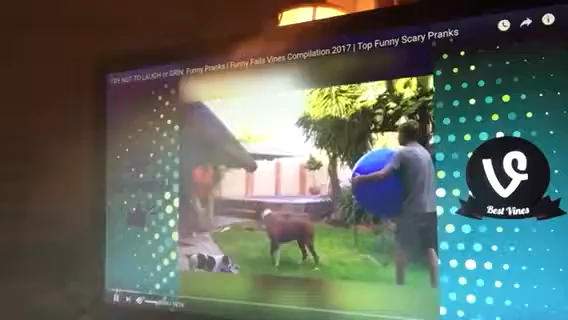 TRY NOT TO LAUGH or GRIN: Funny Pranks | Funny Fails Vines Compilation 2017 | Top Funny Scary Pranks
Best Vines